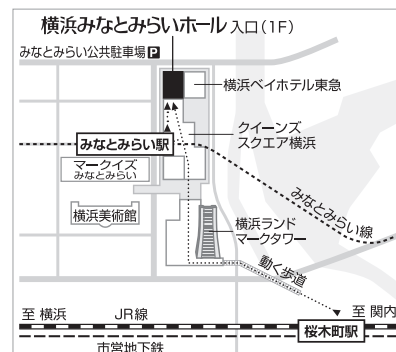 横浜みなとみらいホール 入口(1F)
みなとみらい公共駐車場 P
横浜ベイホテル東急
クイーンズ
スクエア横浜
みなとみらい駅
マークイズ
みなとみらい
みなとみらい線
横浜美術館
横浜ランド
マークタワー
動く歩道
至 横浜
JR線
至 関内
桜木町駅
市営地下鉄